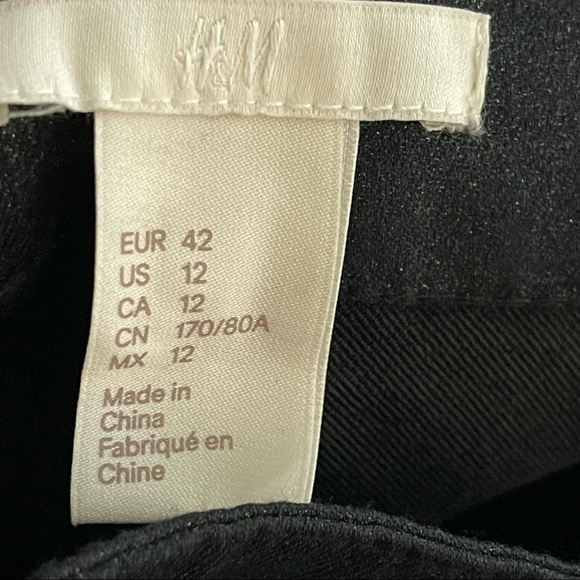 H&M
EUR 42
US 12
CA 12
CN 170/80A
MX 12
Made in
China
Fabriqué en
Chine